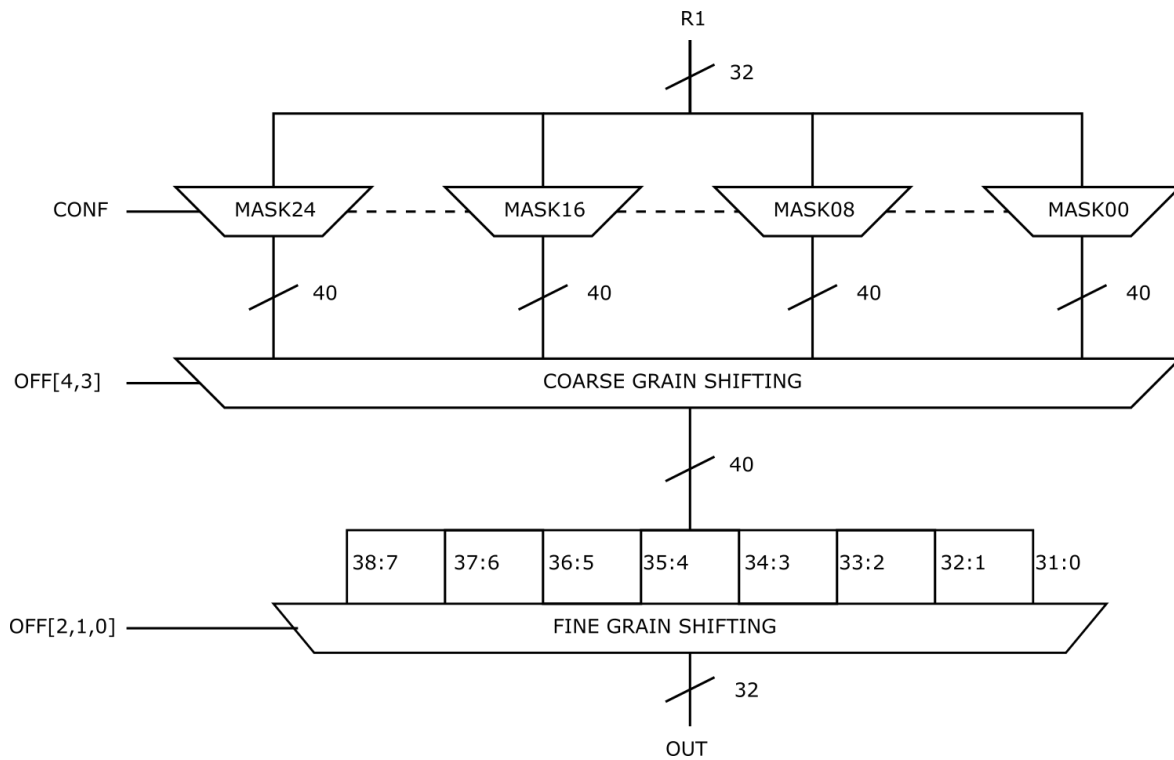 R1
32
CONF
MASK24
MASK16
MASK08
MASK00
40
40
40
40
OFF[4,3]
COARSE GRAIN SHIFTING
40
38:7
37:6
36:5
35:4
34:3
33:2
32:1
31:0
OFF[2,1,0]
FINE GRAIN SHIFTING
32
OUT